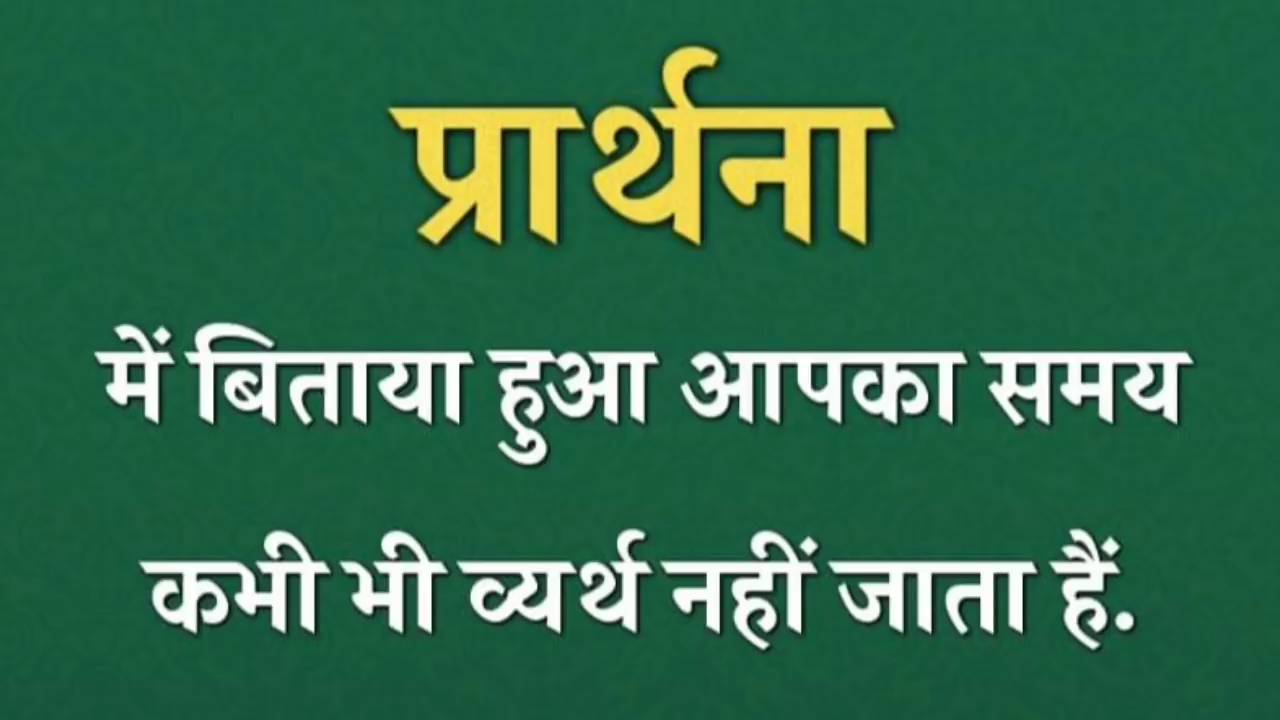 प्रार्थना
में बिताया हुआ आपका समय
कभी भी व्यर्थ नहीं जाता हैं.